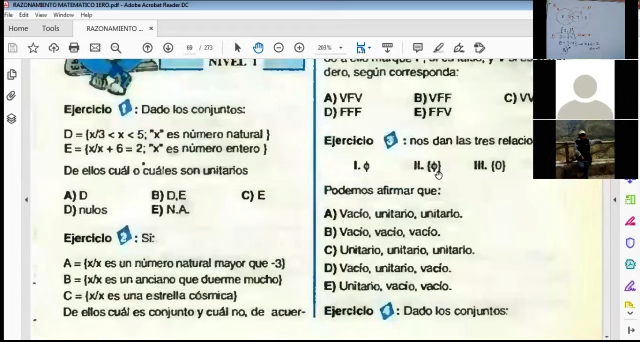 RAZONAMIENTO MATEMATICO 1ERO.pdf - Adobe Acrobat Reader DC
File Edit View Sign Window Help
Home Tools RAZONAMIENTO ... ×
69 / 273 203%
NIVEL 1
Ejercicio 1 : Dado los conjuntos:
D = {x/3 < x < 5; "x" es número natural }
E = {x/x + 6 = 2; "x" es número entero }
De ellos cuál o cuáles son unitarios
A) D B) D,E C) E
D) nulos E) N.A.
Ejercicio 2 : Si:
A = {x/x es un número natural mayor que -3}
B = {x/x es un anciano que duerme mucho}
C = {x/x es una estrella cósmica}
De ellos cuál es conjunto y cuál no, de acuer-
dero, según corresponda:
A) VFV B) VFF C) VV
D) FFF E) FFV
Ejercicio 3 : nos dan las tres relacio
I. ϕ II. {ϕ} III. {0}
Podemos afirmar que:
A) Vacío, unitario, unitario.
B) Vacío, vacío, vacío.
C) Unitario, unitario, unitario.
D) Vacío, unitario, vacío.
E) Unitario, vacío, vacío.
Ejercicio 4 : Dado los conjuntos: